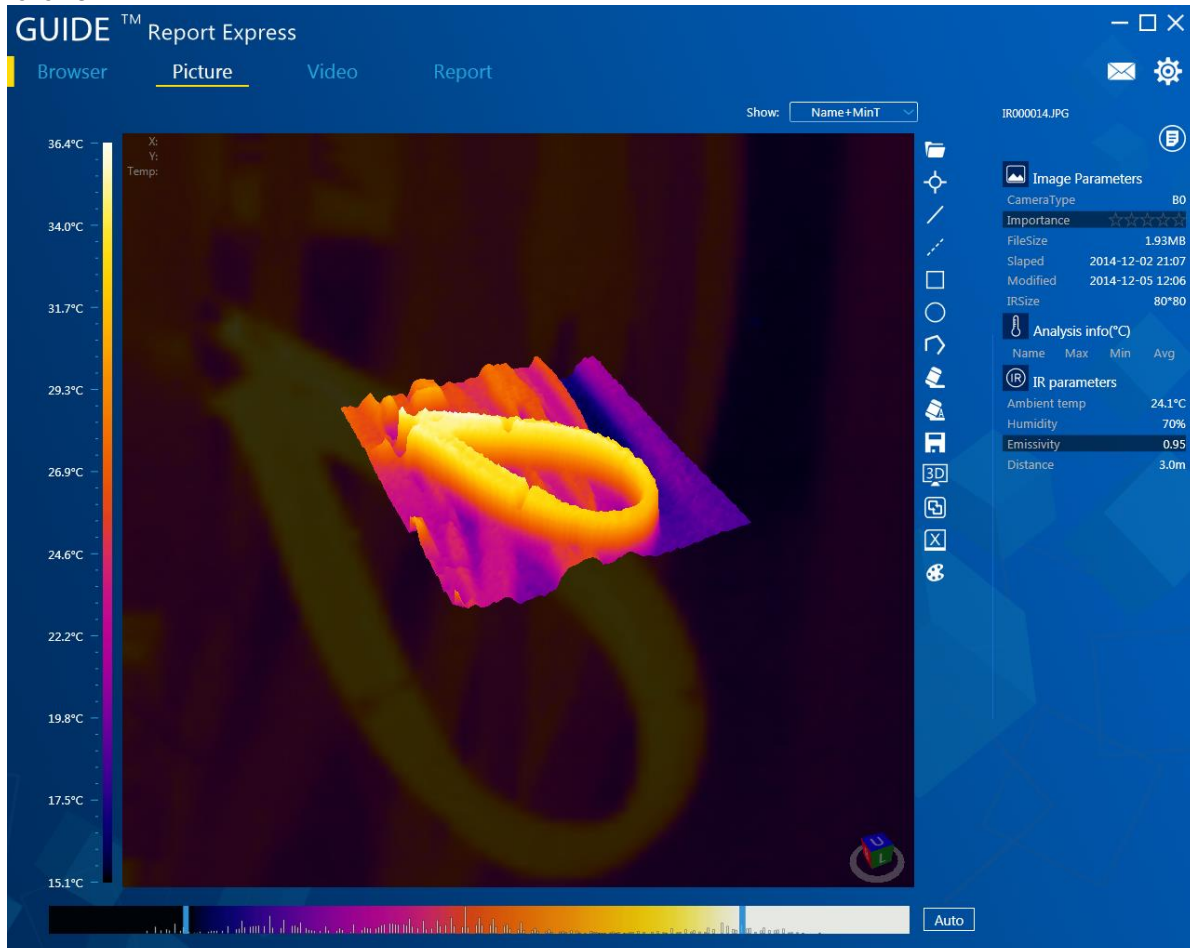 GUIDE ™ Report Express
Browser Picture Video Report
Show: Name+MinT
X:
Y:
Temp:
36.4°C
34.0°C
31.7°C
29.3°C
26.9°C
24.6°C
22.2°C
19.8°C
17.5°C
15.1°C
3D
X
A
U
L
Auto
IR000014.JPG
Image Parameters
CameraType B0
Importance
FileSize 1.93MB
Slaped 2014-12-02 21:07
Modified 2014-12-05 12:06
IRSize 80*80
Analysis info(°C)
Name Max Min Avg
IR IR parameters
Ambient temp 24.1°C
Humidity 70%
Emissivity 0.95
Distance 3.0m